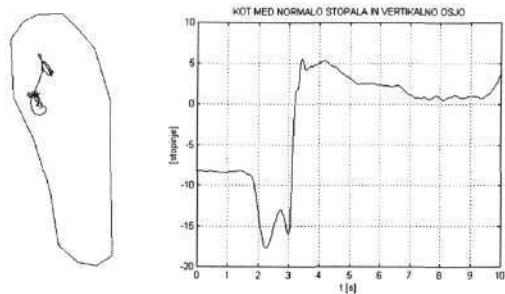 KOT MED NORMALO STOPALA IN VERTIKALNO OSJO
[stopinje]
10
5
0
-5
-10
-15
-20
0 1 2 3 4 5 6 7 8 9 10
t [s]